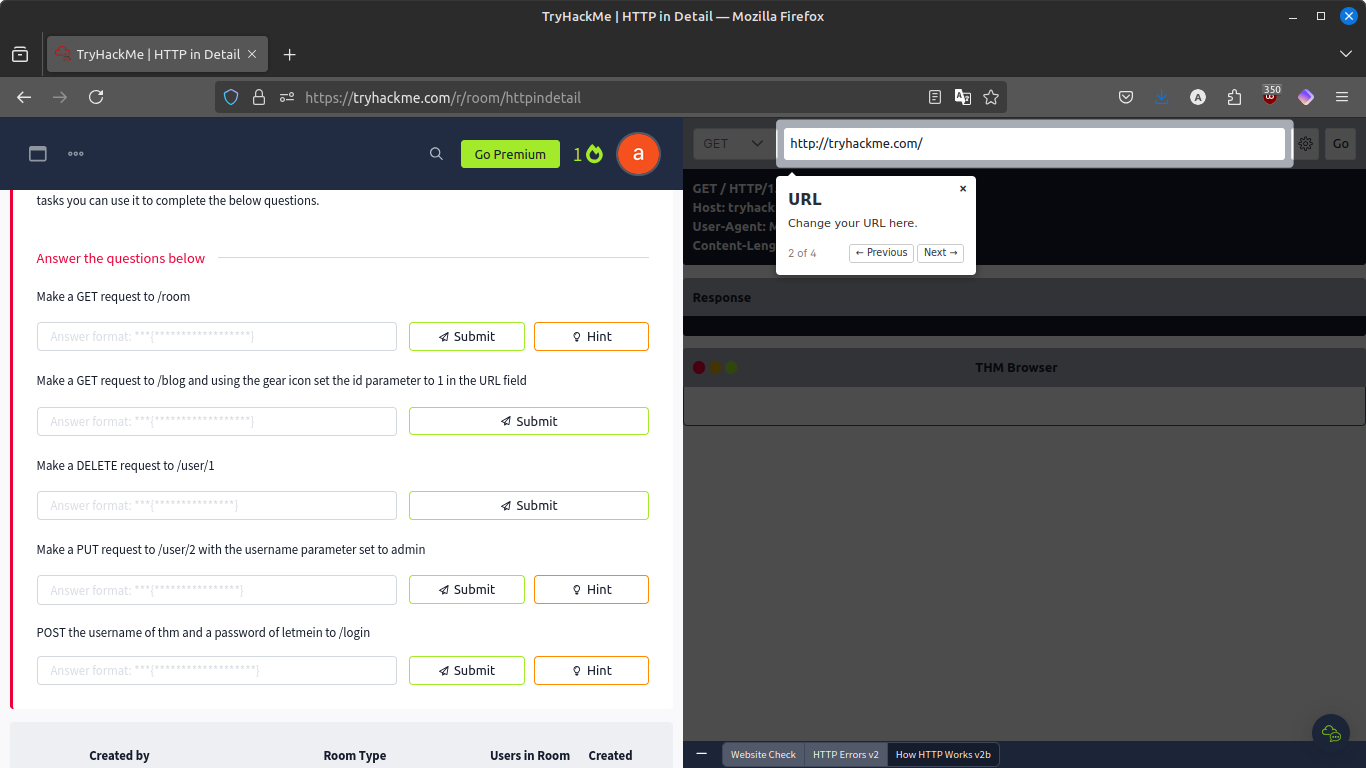 TryHackMe | HTTP in Detail — Mozilla Firefox
TryHackMe | HTTP in Detail
https://tryhackme.com/r/room/httpindetail
350
Go Premium
1
a
tasks you can use it to complete the below questions.
Answer the questions below
Make a GET request to /room
Answer format: ***{******************}
Submit
Hint
Make a GET request to /blog and using the gear icon set the id parameter to 1 in the URL field
Answer format: ***{******************}
Submit
Make a DELETE request to /user/1
Answer format: ***{***************}
Submit
Make a PUT request to /user/2 with the username parameter set to admin
Answer format: ***{****************}
Submit
Hint
POST the username of thm and a password of letmein to /login
Answer format: ***{*******************}
Submit
Hint
Created by
Room Type
Users in Room
Created
GET
http://tryhackme.com/
Go
GET / HTTP/1.
Host: tryhack
User-Agent: M
Content-Leng
URL
Change your URL here.
2 of 4
← Previous
Next →
Response
THM Browser
Website Check
HTTP Errors v2
How HTTP Works v2b